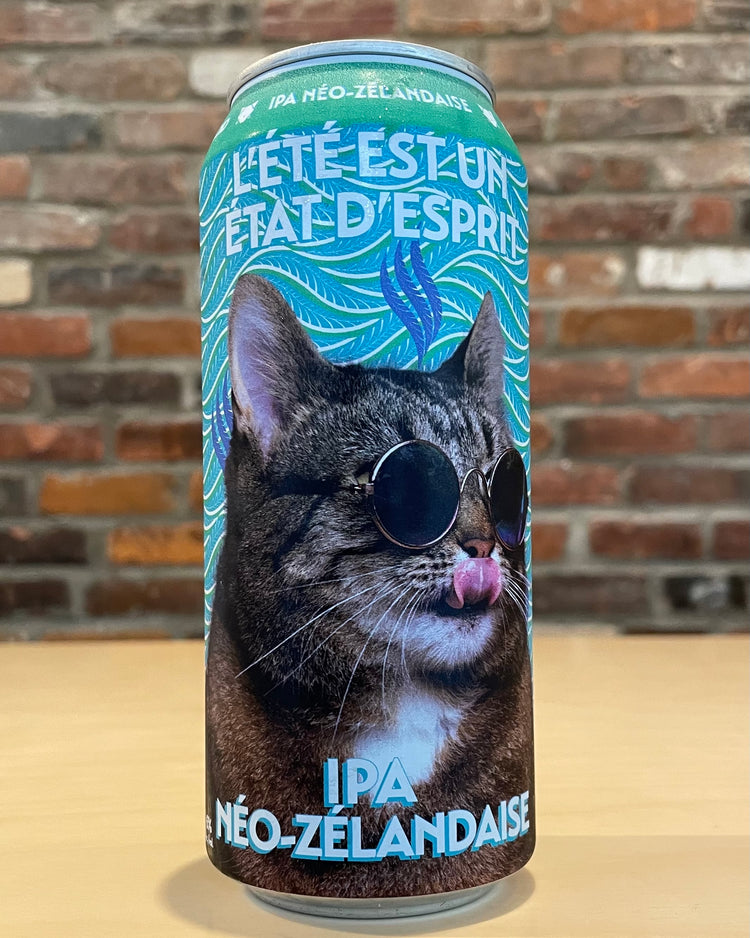 IPA NÉO-ZÉLANDAISE
L'ÉTÉ EST UN
ÉTAT D'ESPRIT
IPA
NÉO-ZÉLANDAISE